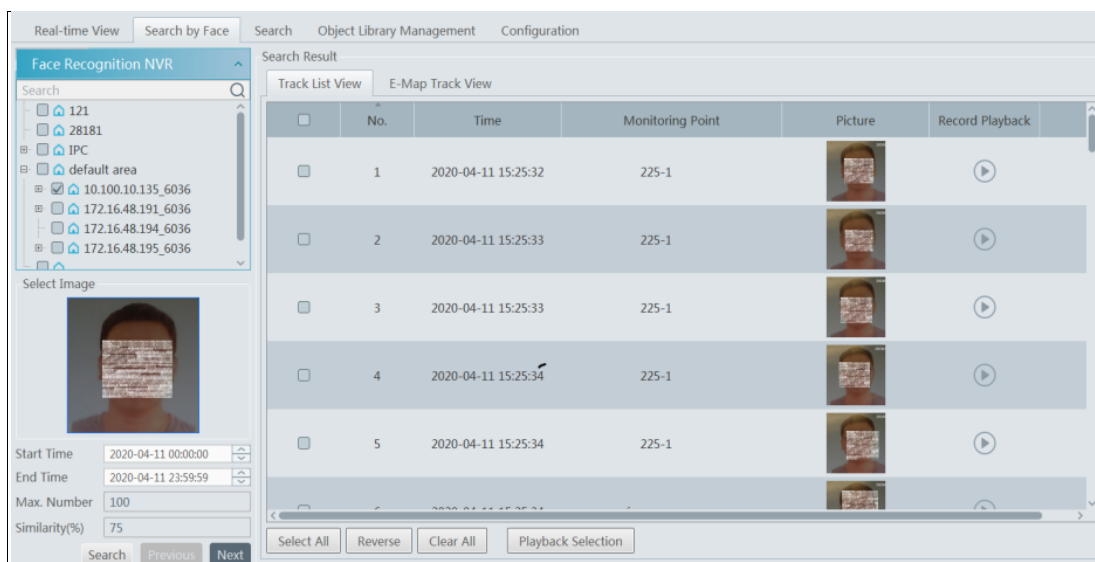 Real-time View Search by Face Search Object Library Management Configuration
Face Recognition NVR
Search
121
28181
IPC
default area
10.100.10.135_6036
172.16.48.191_6036
172.16.48.194_6036
172.16.48.195_6036
Select Image
Start Time 2020-04-11 00:00:00
End Time 2020-04-11 23:59:59
Max. Number 100
Similarity(%) 75
Search Previous Next
Search Result
Track List View E-Map Track View
No. Time Monitoring Point Picture Record Playback
1 2020-04-11 15:25:32 225-1
2 2020-04-11 15:25:33 225-1
3 2020-04-11 15:25:33 225-1
4 2020-04-11 15:25:34 225-1
5 2020-04-11 15:25:34 225-1
Select All Reverse Clear All Playback Selection